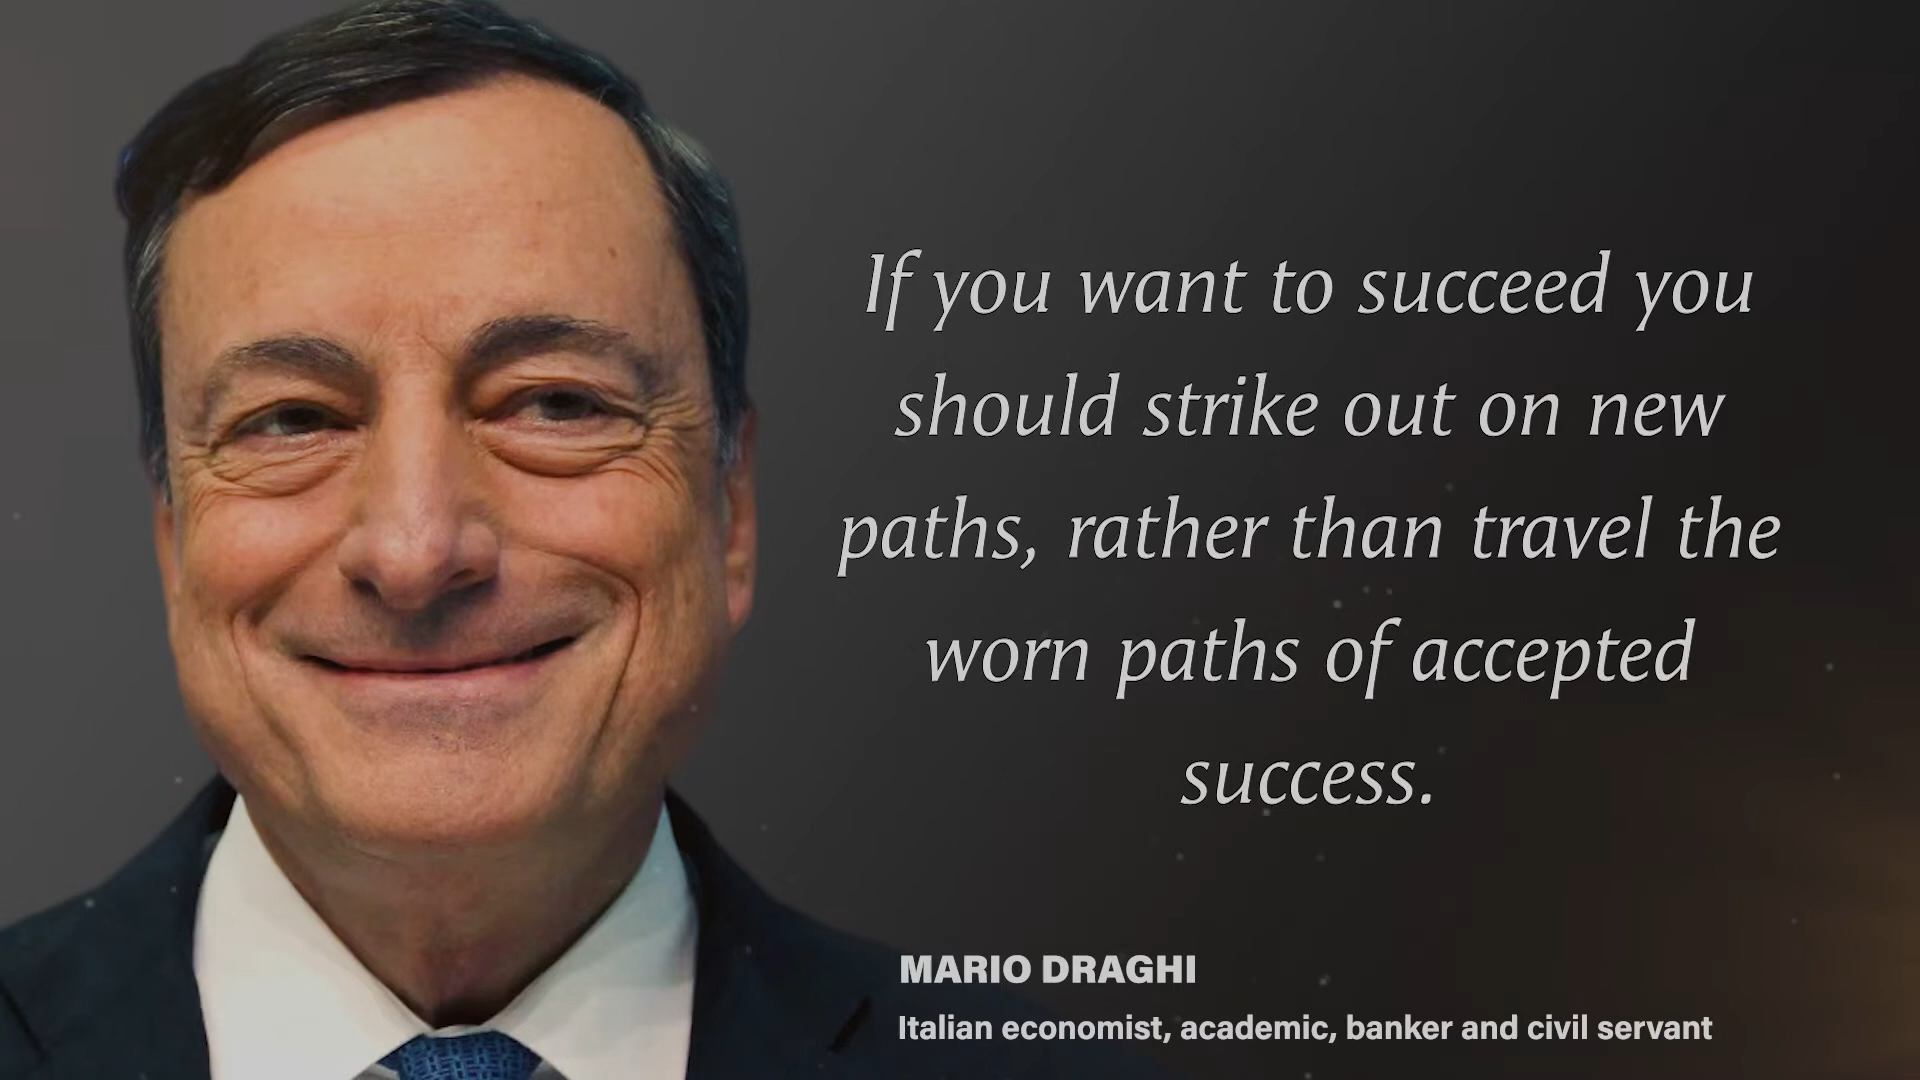 If you want to succeed you
should strike out on new
paths, rather than travel the
worn paths of accepted
success.
MARIO DRAGHI
Italian economist, academic, banker and civil servant